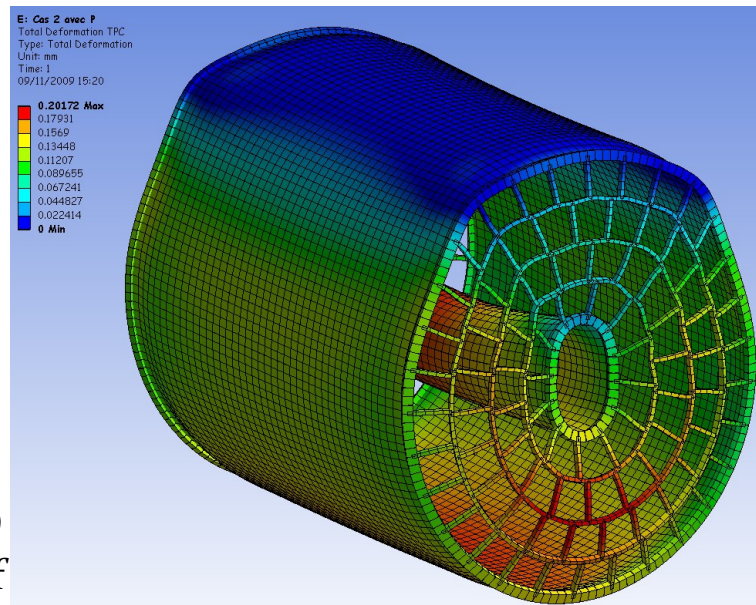 E: Cas 2 avec P
Total Deformation TPC
Type: Total Deformation
Unit: mm
Time: 1
09/11/2009 15:20
0.20172 Max
0.17931
0.1569
0.13448
0.11207
0.089655
0.067241
0.044827
0.022414
0 Min
)
f